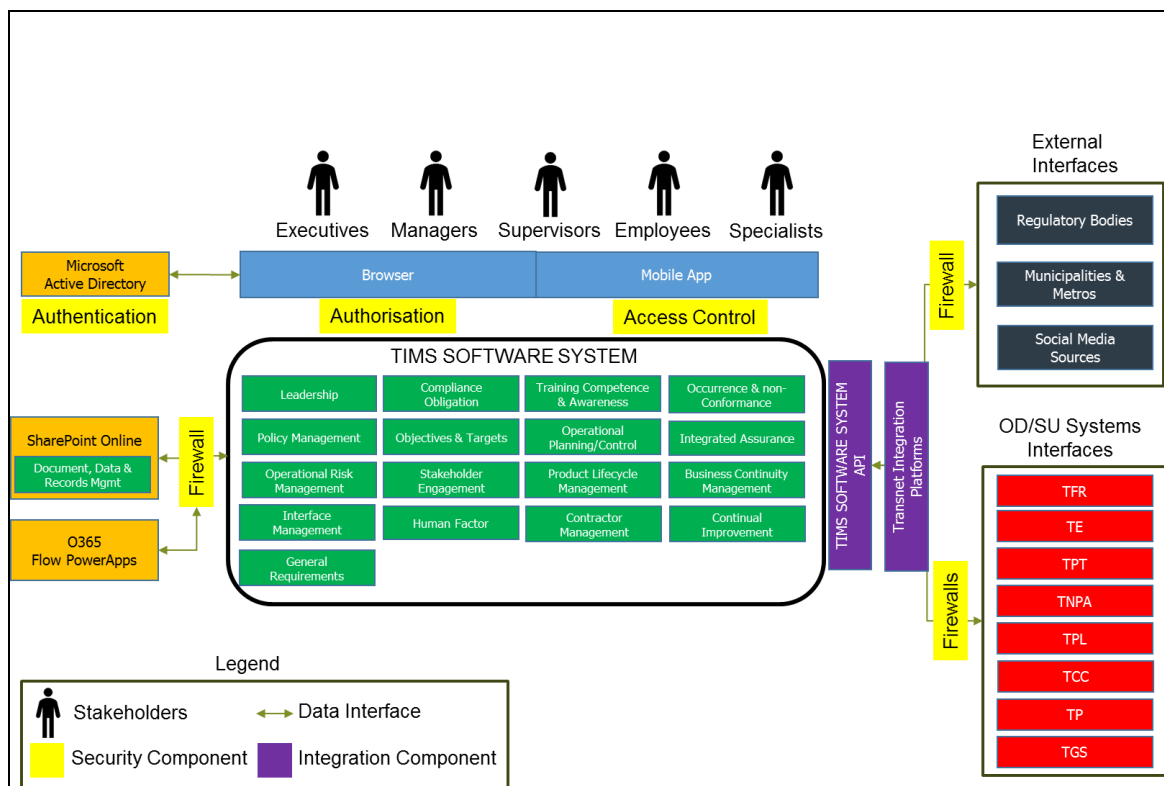 External
Interfaces
Regulatory Bodies
Municipalities &
Metros
Social Media
Sources
Executives
Managers
Supervisors
Employees
Specialists
Microsoft
Active Directory
Browser
Mobile App
Firewall
Authentication
Authorisation
Access Control
TIMS SOFTWARE SYSTEM
Leadership
Compliance
Obligation
Training Competence
& Awareness
Occurrence & non-
Conformance
Policy Management
Objectives & Targets
Operational
Planning/Control
Integrated Assurance
Operational Risk
Management
Stakeholder
Engagement
Product Lifecycle
Management
Business Continuity
Management
Interface
Management
Human Factor
Contractor
Management
Continual
Improvement
General
Requirements
SharePoint Online
Document, Data &
Records Mgmt
Firewall
O365
Flow PowerApps
TIMS SOFTWARE SYSTEM
API
Transnet Integration
Platforms
OD/SU Systems
Interfaces
TFR
TE
TPT
TNPA
TPL
TCC
TP
TGS
Firewalls
Legend
Stakeholders
Data Interface
Security Component
Integration Component